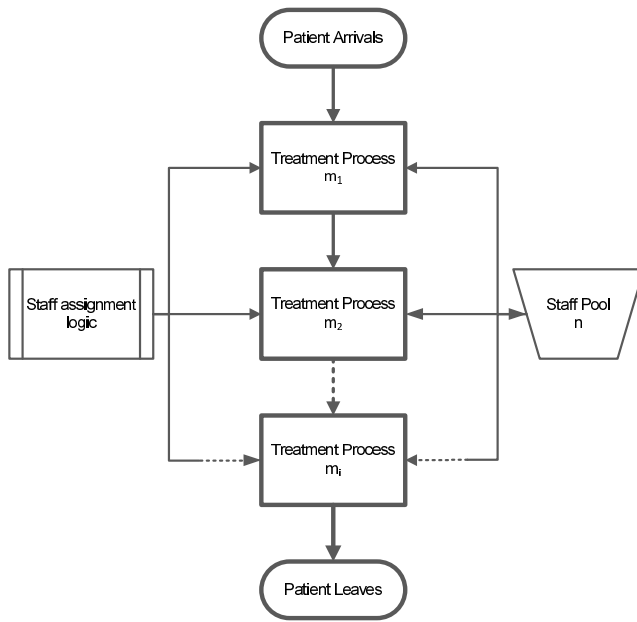 Patient Arrivals
Treatment Process
m₁
Staff assignment
logic
Treatment Process
m₂
Staff Pool
n
Treatment Process
mᵢ
Patient Leaves